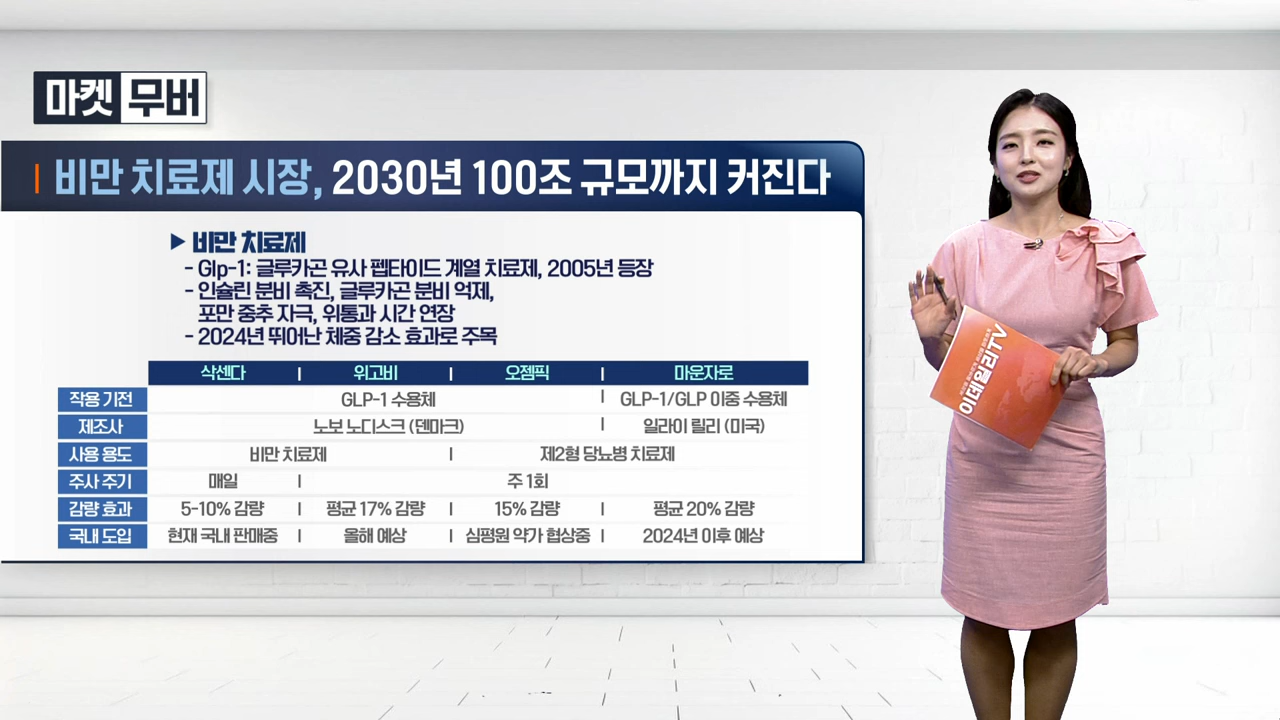 마켓 무버
비만 치료제 시장, 2030년 100조 규모까지 커진다
▶ 비만 치료제
- Glp-1: 글루카곤 유사 펩타이드 계열 치료제, 2005년 등장
- 인슐린 분비 촉진, 글루카곤 분비 억제,
포만 중추 자극, 위통과 시간 연장
- 2024년 뛰어난 체중 감소 효과로 주목
삭센다 | 위고비 | 오젬픽 | 마운자로
작용 기전 GLP-1 수용체 | GLP-1/GLP 이중 수용체
제조사 노보 노디스크 (덴마크) | 일라이 릴리 (미국)
사용 용도 비만 치료제 | 제2형 당뇨병 치료제
주사 주기 매일 | 주 1회
감량 효과 5-10% 감량 | 평균 17% 감량 | 15% 감량 | 평균 20% 감량
국내 도입 현재 국내 판매중 | 올해 예상 | 심평원 약가 협상중 | 2024년 이후 예상
이데일리TV